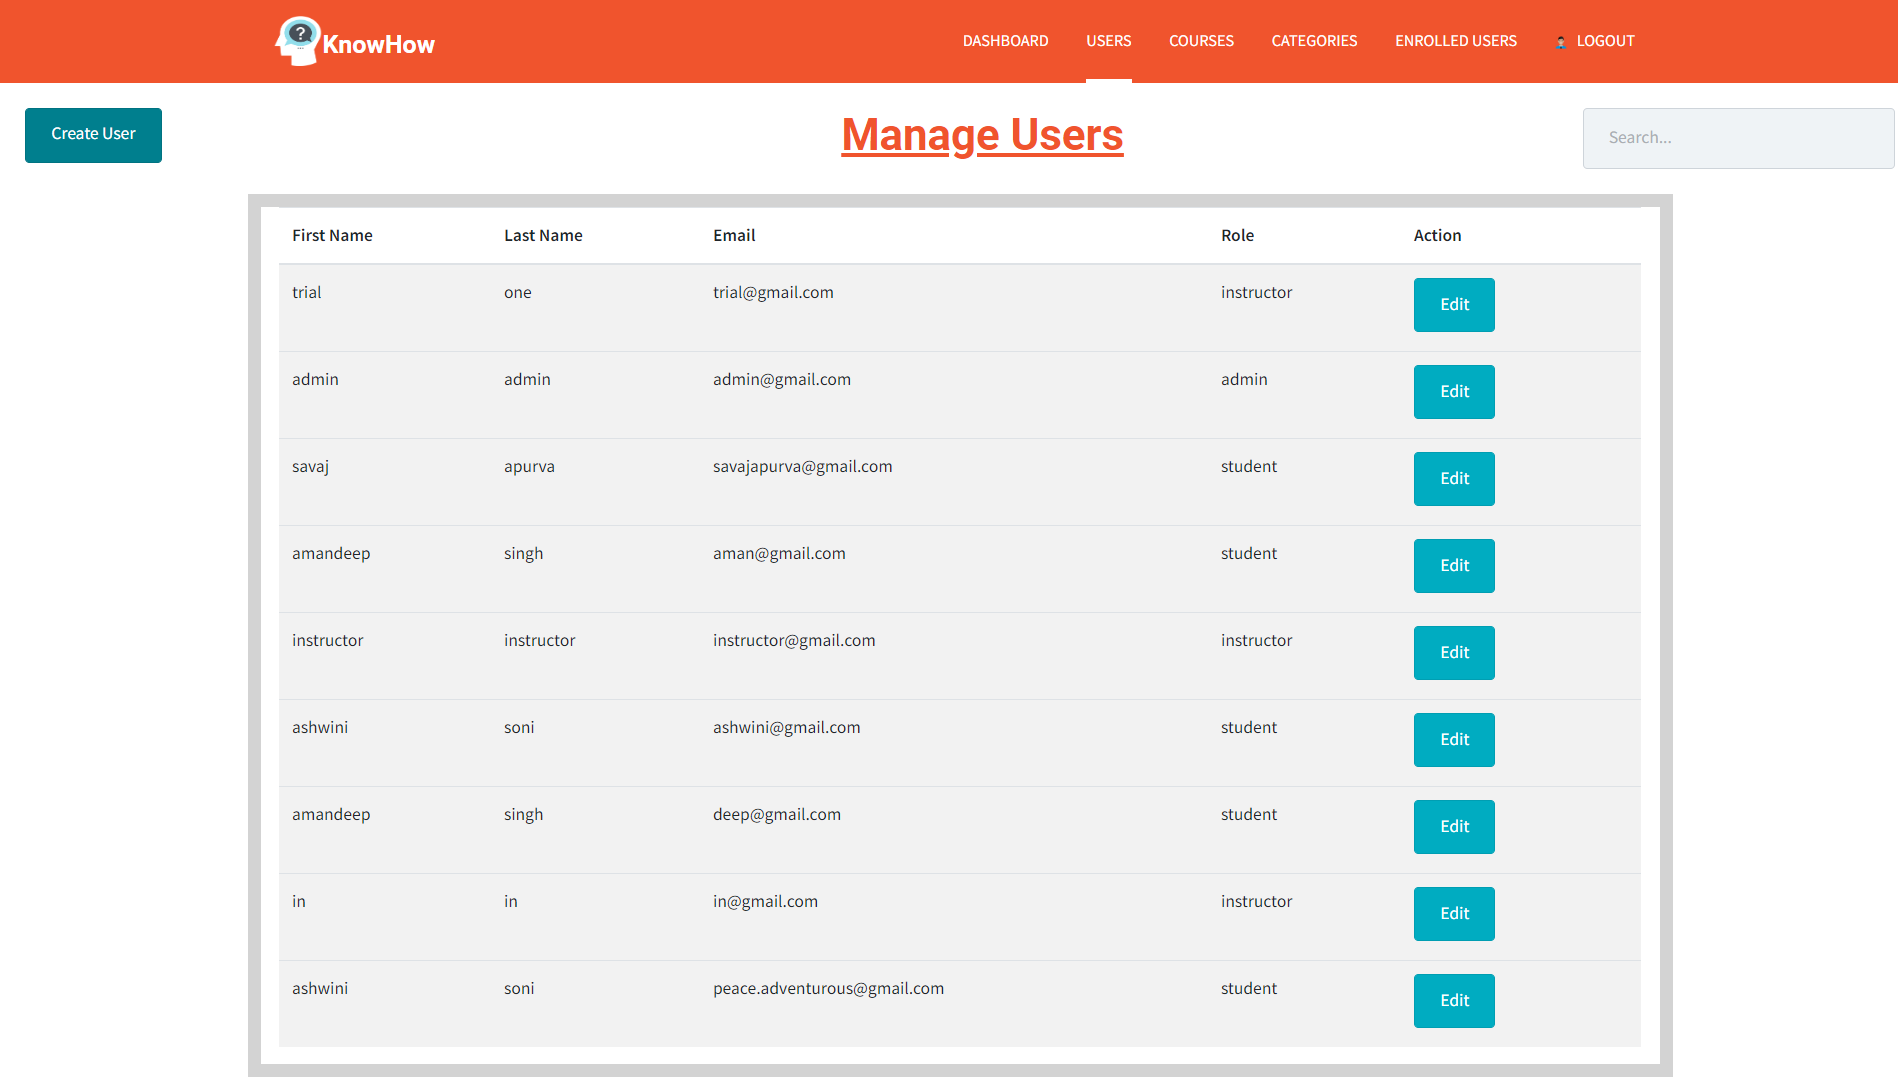 ?
KnowHow
DASHBOARD USERS COURSES CATEGORIES ENROLLED USERS LOGOUT
Create User
Manage Users
Search...
First Name Last Name Email Role Action
trial one trial@gmail.com instructor Edit
admin admin admin@gmail.com admin Edit
savaj apurva savajapurva@gmail.com student Edit
amandeep singh aman@gmail.com student Edit
instructor instructor instructor@gmail.com instructor Edit
ashwini soni ashwini@gmail.com student Edit
amandeep singh deep@gmail.com student Edit
in in in@gmail.com instructor Edit
ashwini soni peace.adventurous@gmail.com student Edit